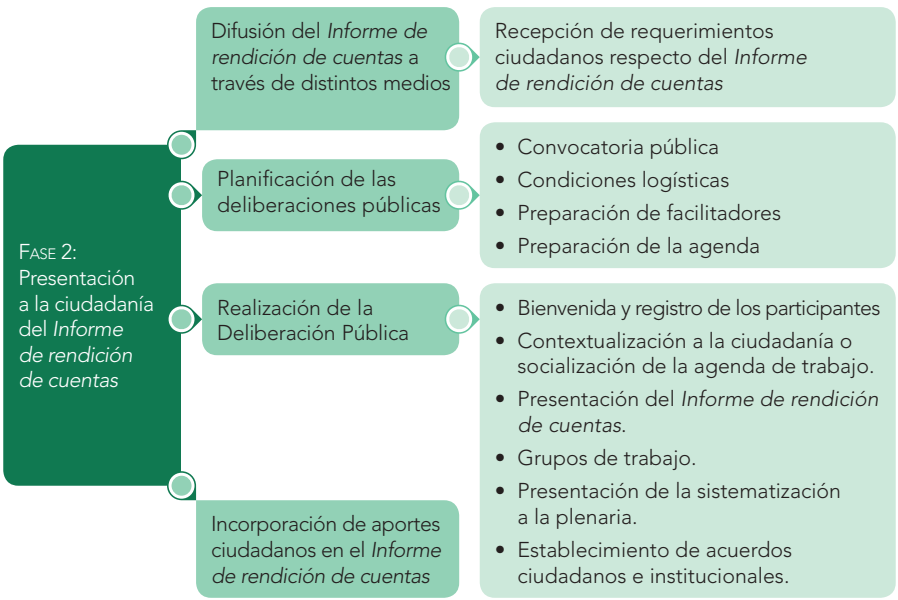 FASE 2:
Presentación
a la ciudadanía
del Informe
de rendición
de cuentas
Difusión del Informe de
rendición de cuentas a
través de distintos medios
Recepción de requerimientos
ciudadanos respecto del Informe
de rendición de cuentas
Planificación de las
deliberaciones públicas
• Convocatoria pública
• Condiciones logísticas
• Preparación de facilitadores
• Preparación de la agenda
Realización de la
Deliberación Pública
• Bienvenida y registro de los participantes
• Contextualización a la ciudadanía o
socialización de la agenda de trabajo.
• Presentación del Informe de rendición
de cuentas.
• Grupos de trabajo.
• Presentación de la sistematización
a la plenaria.
• Establecimiento de acuerdos
ciudadanos e institucionales.
Incorporación de aportes
ciudadanos en el Informe
de rendición de cuentas